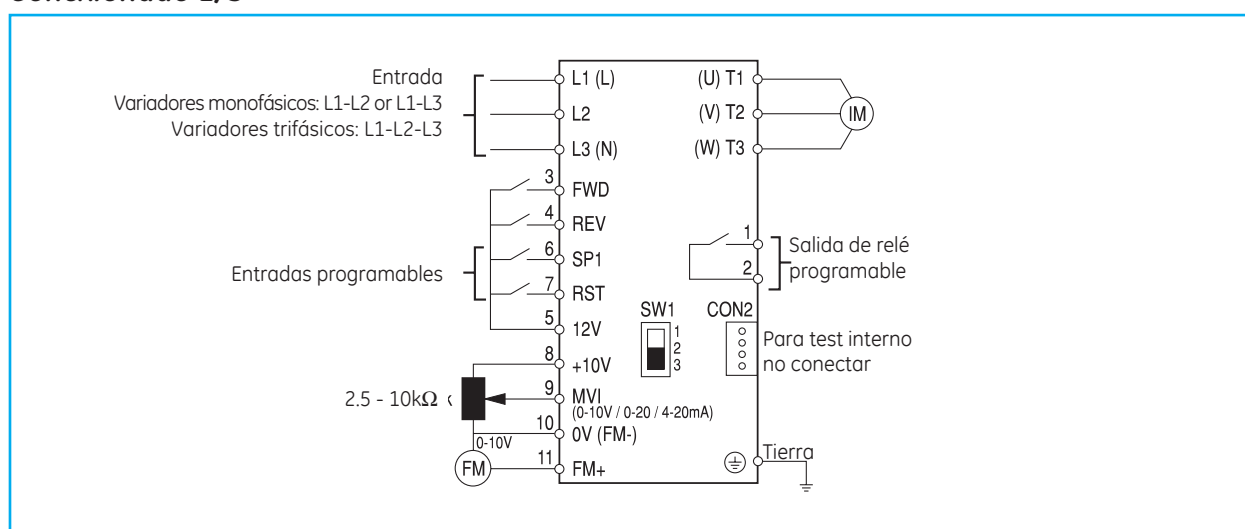 Entrada
Variadores monofásicos: L1-L2 or L1-L3
Variadores trifásicos: L1-L2-L3
L1 (L)
L2
L3 (N)
(U) T1
(V) T2
(W) T3
IM
3 FWD
4 REV
6 SP1
7 RST
5 12V
Entradas programables
8 +10V
9 MVI
(0-10V / 0-20 / 4-20mA)
10 0V (FM-)
11 FM+
2.5 - 10kΩ
0-10V
FM
1
2
Salida de relé
programable
SW1
1
2
3
CON2
Para test interno
no conectar
Tierra